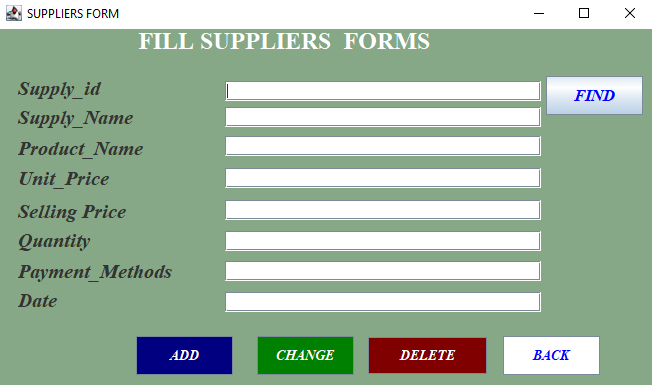 SUPPLIERS FORM
FILL SUPPLIERS FORMS
Supply_id
FIND
Supply_Name
Product_Name
Unit_Price
Selling Price
Quantity
Payment_Methods
Date
ADD CHANGE DELETE BACK